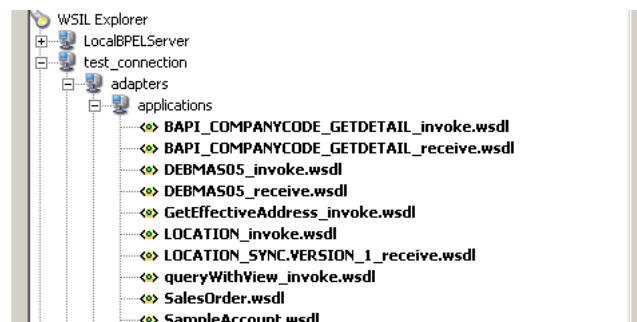 WSIL Explorer
LocalBPELServer
test_connection
adapters
applications
BAPI_COMPANYCODE_GETDETAIL_invoke.wsdl
BAPI_COMPANYCODE_GETDETAIL_receive.wsdl
DEBMAS05_invoke.wsdl
DEBMAS05_receive.wsdl
GetEffectiveAddress_invoke.wsdl
LOCATION_invoke.wsdl
LOCATION_SYNC.VERSION_1_receive.wsdl
queryWithView_invoke.wsdl
SalesOrder.wsdl
SampleAccount.wsdl